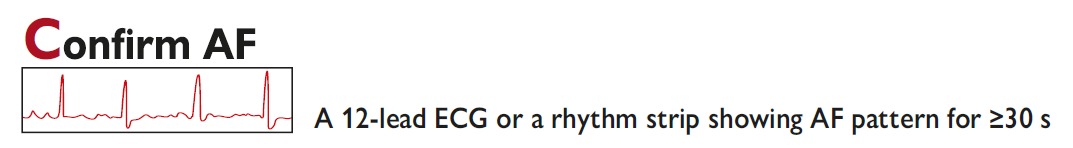 Confirm AF
A 12-lead ECG or a rhythm strip showing AF pattern for ≥30 s